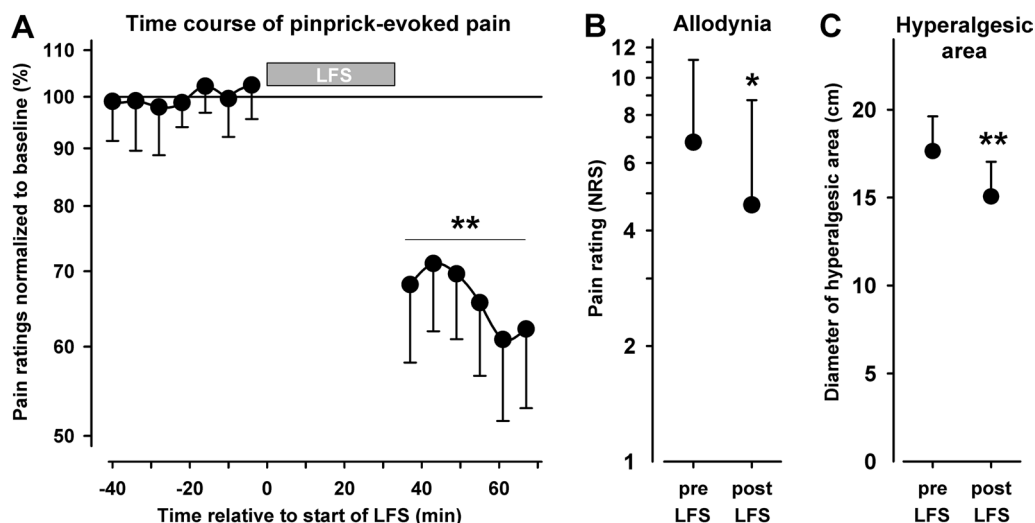 A
Time course of pinprick-evoked pain
Pain ratings normalized to baseline (%)
110
100
90
80
70
60
50
LFS
**
-40
-20
0
20
40
60
Time relative to start of LFS (min)
B
Allodynia
Pain rating (NRS)
12
10
8
6
4
2
1
*
pre
LFS
post
LFS
C
Hyperalgesic
area
Diameter of hyperalgesic area (cm)
20
15
10
5
0
**
pre
LFS
post
LFS